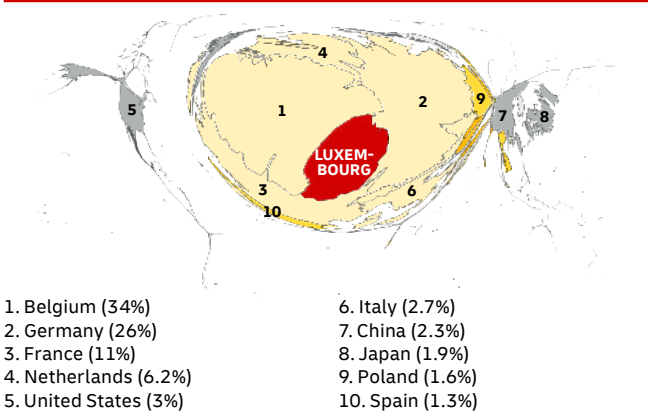 4
1
2
9
5
7
8
LUXEM-
BOURG
3
6
10
1. Belgium (34%)
2. Germany (26%)
3. France (11%)
4. Netherlands (6.2%)
5. United States (3%)
6. Italy (2.7%)
7. China (2.3%)
8. Japan (1.9%)
9. Poland (1.6%)
10. Spain (1.3%)